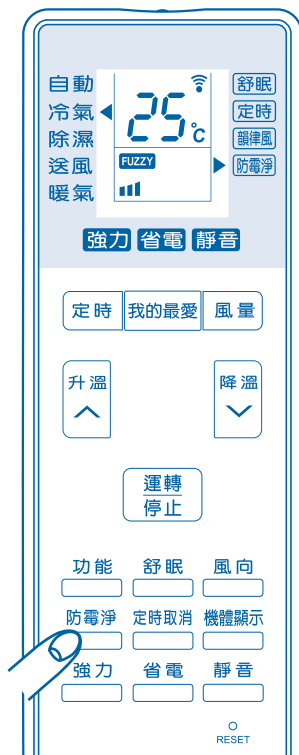 自動
冷氣
除濕
送風
暖氣
25℃
FUZZY
舒眠
定時
韻律風
防霉淨
強力 省電 靜音
定時 我的最愛 風量
升溫 降溫
運轉
停止
功能 舒眠 風向
防霉淨 定時取消 機體顯示
強力 省電 靜音
RESET